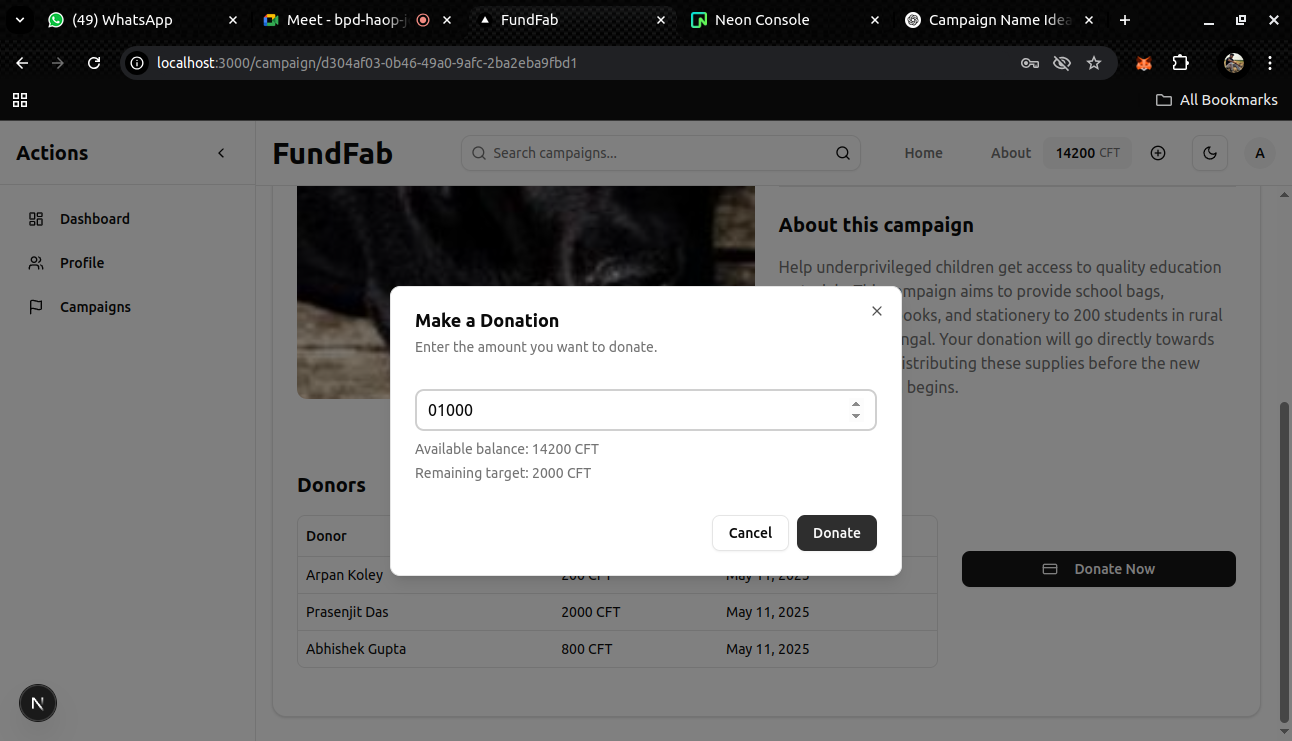 (49) WhatsApp
Meet - bpd-haop-j
FundFab
Neon Console
Campaign Name Idea
localhost:3000/campaign/d304af03-0b46-49a0-9afc-2ba2eba9fbd1
All Bookmarks
Actions
FundFab
Search campaigns...
Home
About
14200 CFT
A
Dashboard
Profile
Campaigns
About this campaign
Help underprivileged children get access to quality education
mpaign aims to provide school bags,
ooks, and stationery to 200 students in rural
ngal. Your donation will go directly towards
istributing these supplies before the new
begins.
Make a Donation
Enter the amount you want to donate.
01000
Available balance: 14200 CFT
Remaining target: 2000 CFT
Cancel
Donate
Donors
Donor
Arpan Koley 200 CFT May 11, 2025
Prasenjit Das 2000 CFT May 11, 2025
Abhishek Gupta 800 CFT May 11, 2025
Donate Now
N